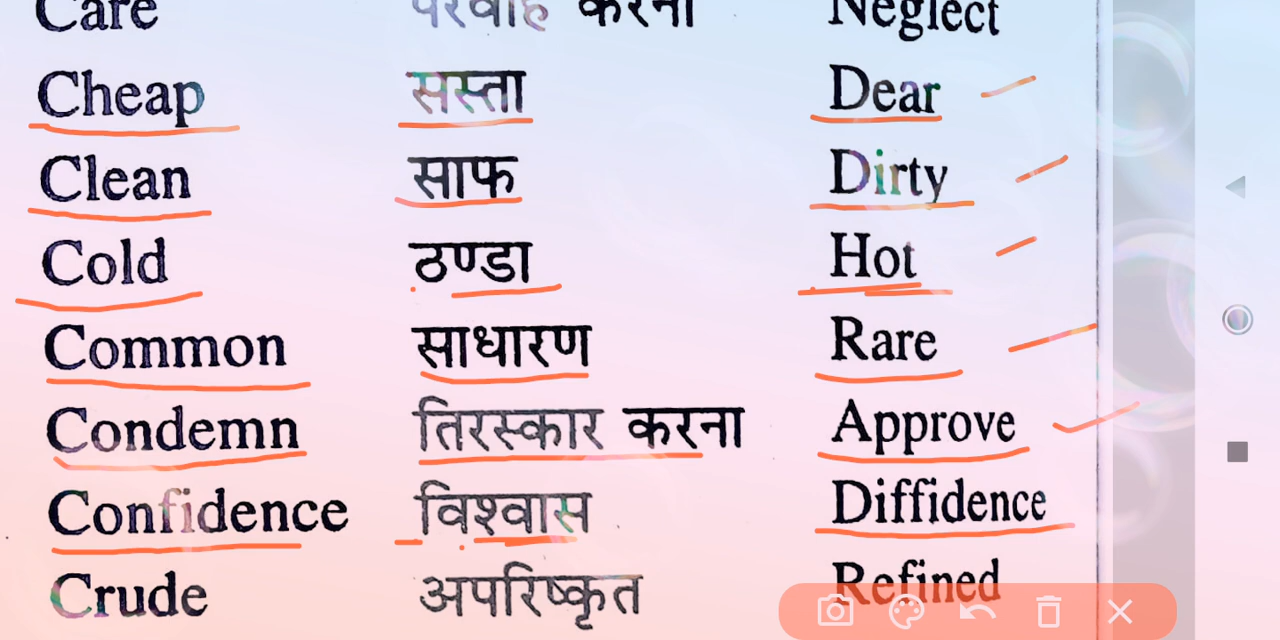 Care परवाह करना Neglect
Cheap सस्ता Dear
Clean साफ Dirty
Cold ठण्डा Hot
Common साधारण Rare
Condemn तिरस्कार करना Approve
Confidence विश्वास Diffidence
Crude अपरिष्कृत Refined